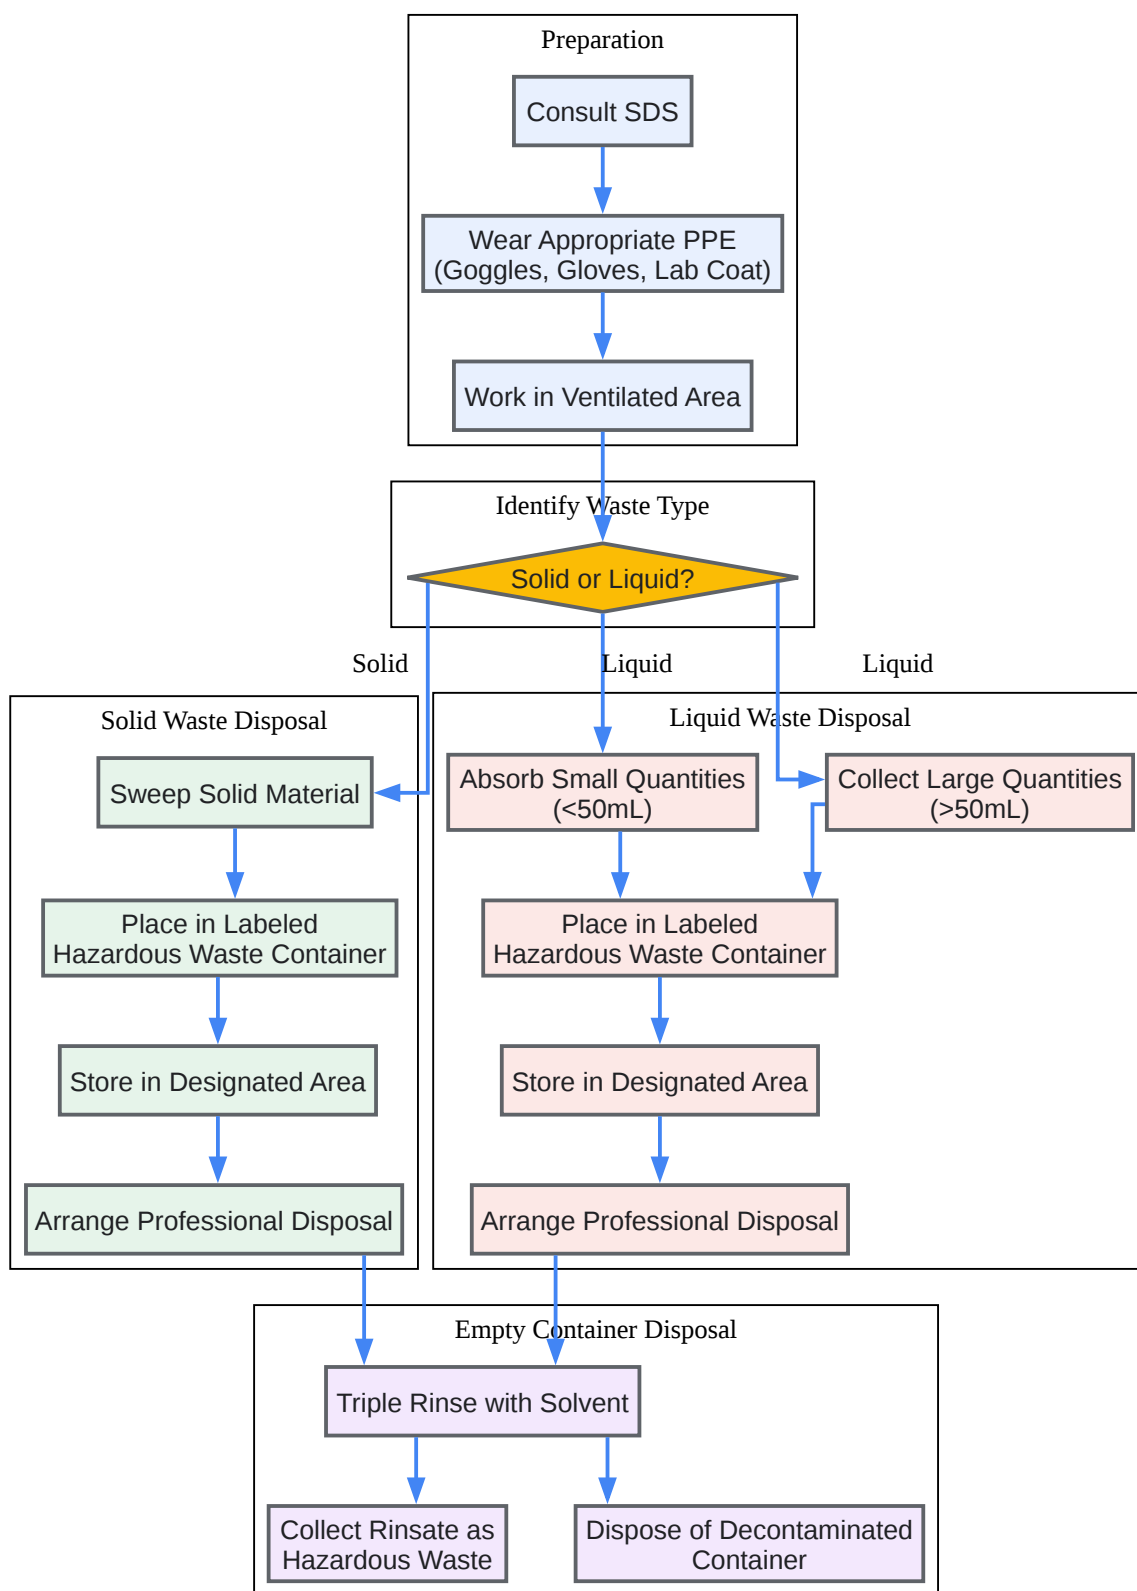 Preparation
Consult SDS
Wear Appropriate PPE
(Goggles, Gloves, Lab Coat)
Work in Ventilated Area
Identify Waste Type
Solid or Liquid?
Solid
Liquid
Liquid
Solid Waste Disposal
Sweep Solid Material
Place in Labeled
Hazardous Waste Container
Store in Designated Area
Arrange Professional Disposal
Liquid Waste Disposal
Absorb Small Quantities
(<50mL)
Collect Large Quantities
(>50mL)
Place in Labeled
Hazardous Waste Container
Store in Designated Area
Arrange Professional Disposal
Empty Container Disposal
Triple Rinse with Solvent
Collect Rinsate as
Hazardous Waste
Dispose of Decontaminated
Container